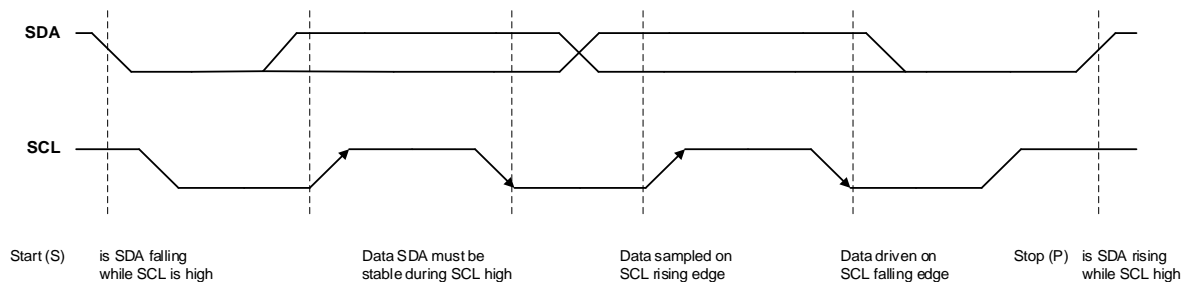 SDA
SCL
Start (S) is SDA falling
while SCL is high
Data SDA must be
stable during SCL high
Data sampled on
SCL rising edge
Data driven on
SCL falling edge
Stop (P) is SDA rising
while SCL high